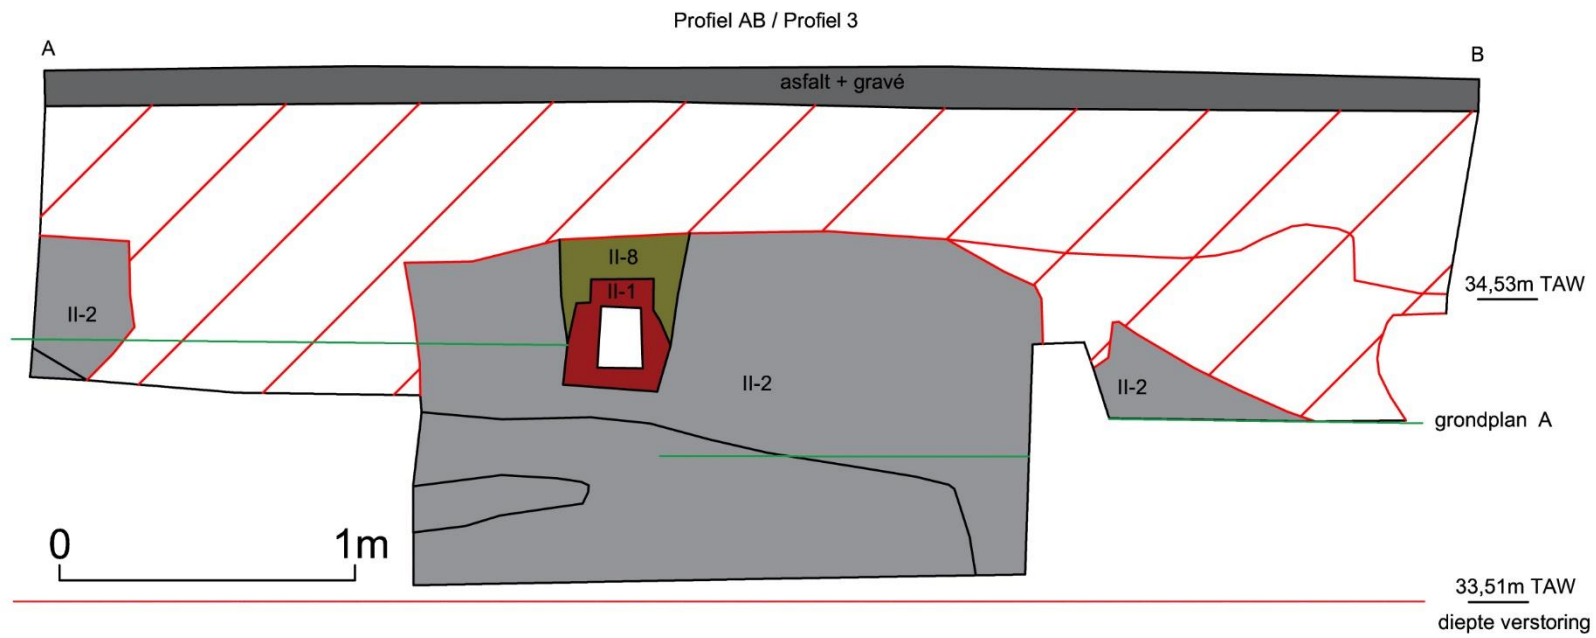 Profiel AB / Profiel 3
A
B
asfalt + gravé
II-8
II-1
34,53m TAW
II-2
II-2
II-2
grondplan A
0
1m
33,51m TAW
diepte verstoring